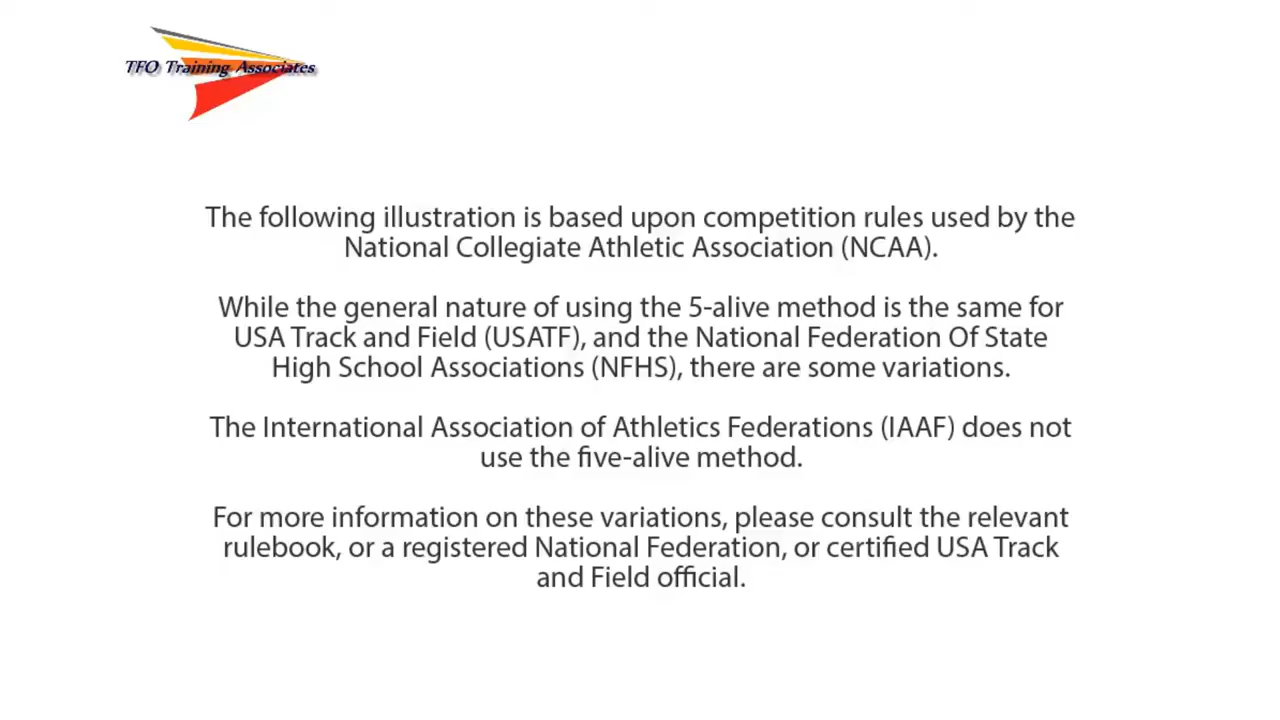 TFO Training Associates
The following illustration is based upon competition rules used by the
National Collegiate Athletic Association (NCAA).
While the general nature of using the 5-alive method is the same for
USA Track and Field (USATF), and the National Federation Of State
High School Associations (NFHS), there are some variations.
The International Association of Athletics Federations (IAAF) does not
use the five-alive method.
For more information on these variations, please consult the relevant
rulebook, or a registered National Federation, or certified USA Track
and Field official.